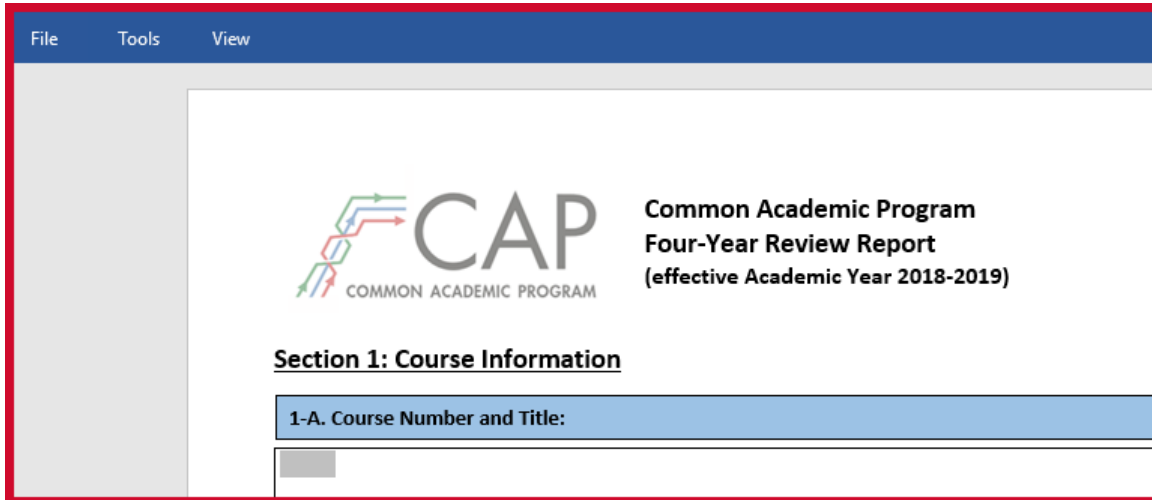 File Tools View
CAP
COMMON ACADEMIC PROGRAM
Common Academic Program
Four-Year Review Report
(effective Academic Year 2018-2019)
Section 1: Course Information
1-A. Course Number and Title: